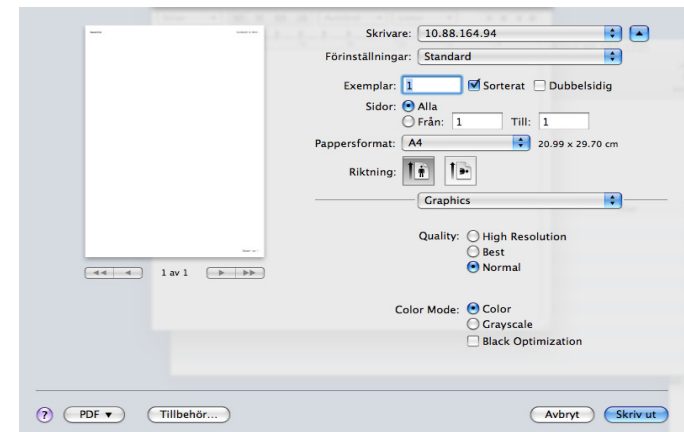 Skrivare: 10.88.164.94
Förinställningar: Standard
Exemplar: 1 Sorterat Dubbelsidig
Sidor: Alla
Från: 1 Till: 1
Pappersformat: A4 20.99 x 29.70 cm
Riktning:
Graphics
Quality: High Resolution
Best
Normal
1 av 1
Color Mode: Color
Grayscale
Black Optimization
? PDF Tillbehör... Avbryt Skriv ut